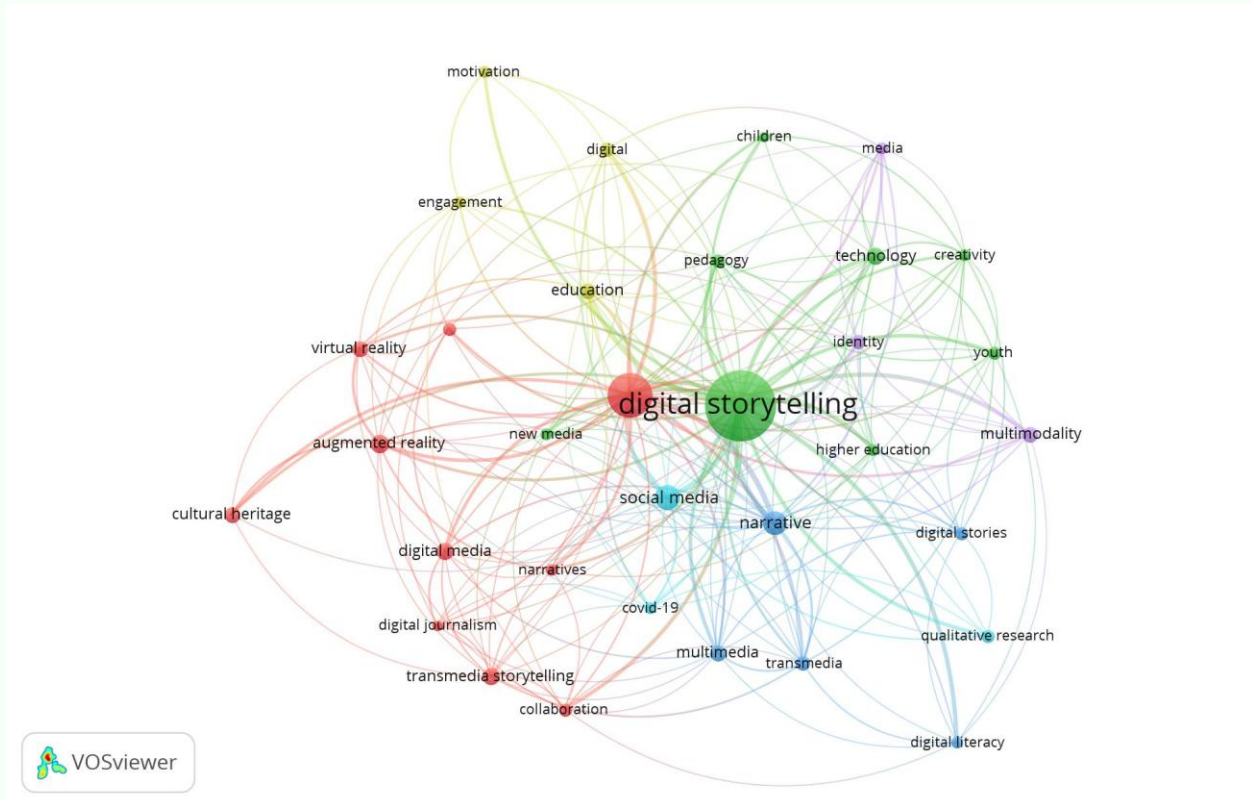 motivation
children
digital
media
engagement
technology
creativity
pedagogy
education
identity
virtual reality
youth
digital storytelling
new media
multimodality
augmented reality
higher education
social media
cultural heritage
narrative
digital stories
digital media
narratives
covid-19
digital journalism
qualitative research
multimedia
transmedia
transmedia storytelling
collaboration
digital literacy
VOSviewer